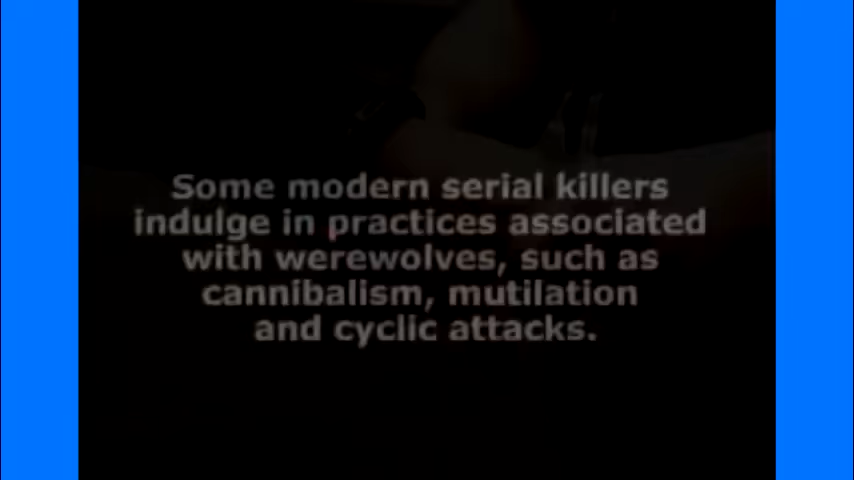 Some modern serial killers
indulge in practices associated
with werewolves, such as
cannibalism, mutilation
and cyclic attacks.